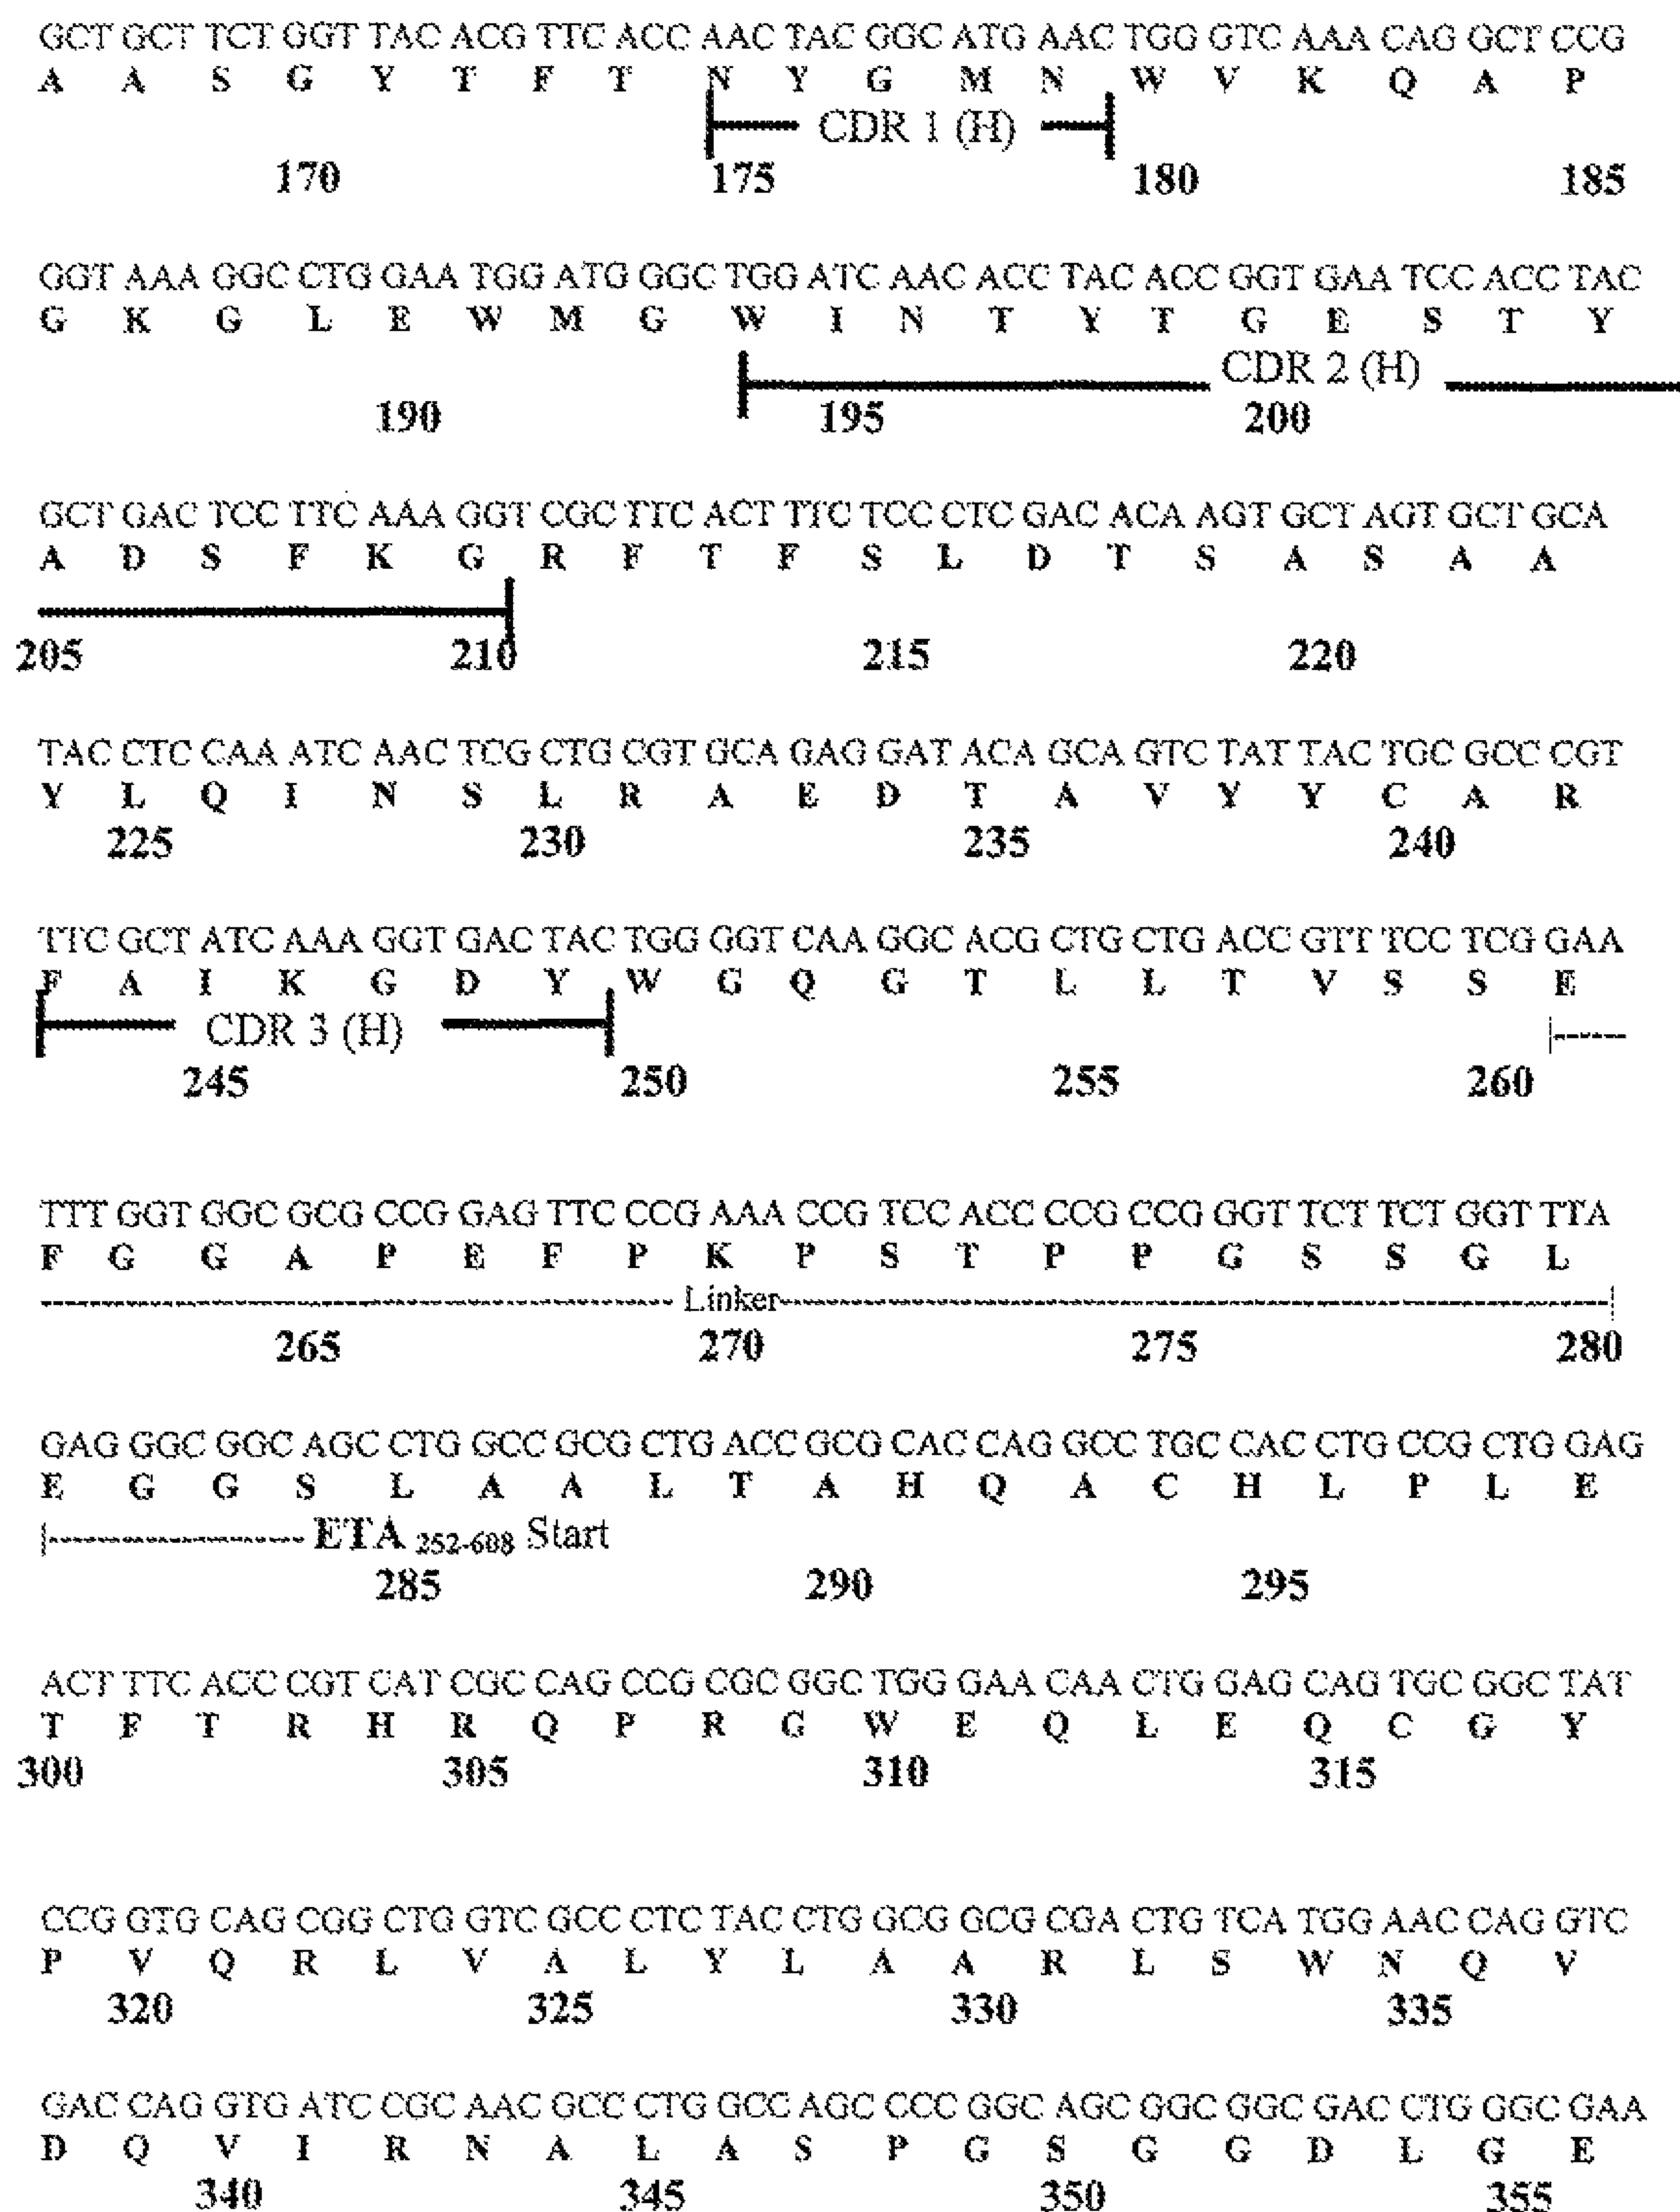 GCT GCT TCT GGT TAC ACG TTC ACC AAC TAC GGC ATG AAC TGG GTC AAA CAG GCT CCG
A A S G Y T F T N Y G M N W V K Q A P
CDR 1 (H)
170 175 180 185
GGT AAA GGC CTG GAA TGG ATG GGC TGG ATC AAC ACC TAC ACC GGT GAA TCC ACC TAC
G K G L E W M G W I N T Y T G E S T Y
CDR 2 (H)
190 195 200
GCT GAC TCC TTC AAA GGT CGC TTC ACT TTC TCC CTC GAC ACA AGT GCT AGT GCT GCA
A D S F K G R F T F S L D T S A S A A
205 210 215 220
TAC CTC CAA ATC AAC TCG CTG CGT GCA GAG GAT ACA GCA GTC TAT TAC TGC GCC CGT
Y L Q I N S L R A E D T A V Y Y C A R
225 230 235 240
TTC GCT ATC AAA GGT GAC TAC TGG GGT CAA GGC ACG CTG CTG ACC GTT TCC TCG GAA
F A I K G D Y W G Q G T L L T V S S E
CDR 3 (H)
245 250 255 260
TTT GGT GGC GCG CCG GAG TTC CCG AAA CCG TCC ACC CCG CCG GGT TCT TCT GGT TTA
F G G A P E F P K P S T P P G S S G L
Linker
265 270 275 280
GAG GGC GGC AGC CTG GCC GCG CTG ACC GCG CAC CAG GCC TGC CAC CTG CCG CTG GAG
E G G S L A A L T A H Q A C H L P L E
ETA 252-608 Start
285 290 295
ACT TTC ACC CGT CAT CGC CAG CCG CGC GGC TGG GAA CAA CTG GAG CAG TGC GGC TAT
T F T R H R Q P R G W E Q L E Q C G Y
300 305 310 315
CCG GTG CAG CGG CTG GTC GCC CTC TAC CTG GCG GCG CGA CTG TCA TGG AAC CAG GTC
P V Q R L V A L Y L A A R L S W N Q V
320 325 330 335
GAC CAG GTG ATC CGC AAC GCC CTG GCC AGC CCC GGC AGC GGC GGC GAC CTG GGC GAA
D Q V I R N A L A S P G S G G D L G E
340 345 350 355